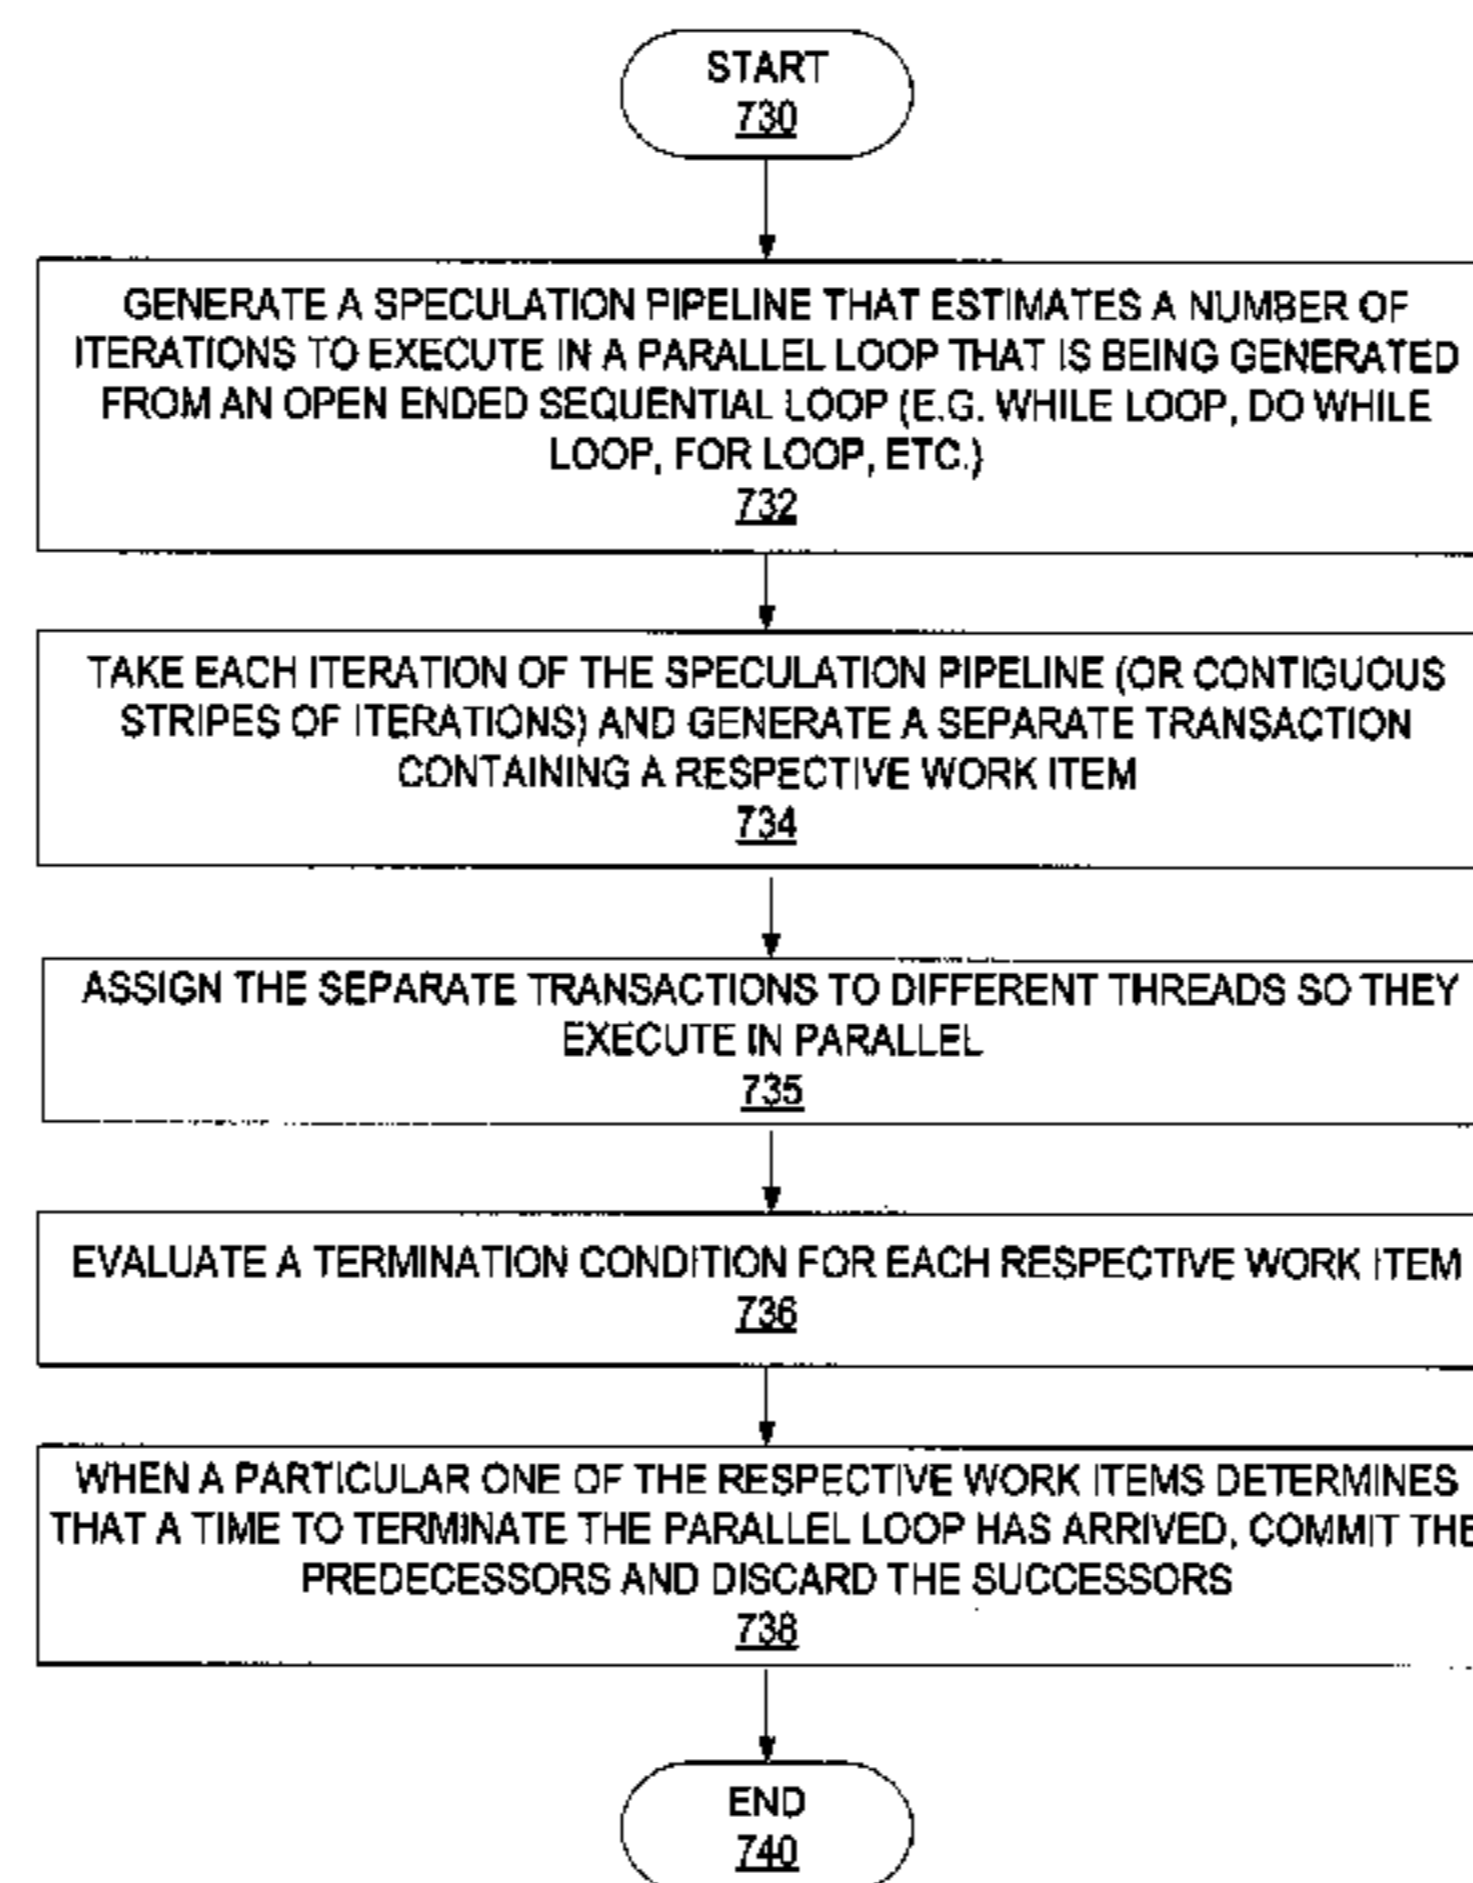 START
730
GENERATE A SPECULATION PIPELINE THAT ESTIMATES A NUMBER OF
ITERATIONS TO EXECUTE IN A PARALLEL LOOP THAT IS BEING GENERATED
FROM AN OPEN ENDED SEQUENTIAL LOOP (E.G. WHILE LOOP, DO WHILE
LOOP, FOR LOOP, ETC.)
732
TAKE EACH ITERATION OF THE SPECULATION PIPELINE (OR CONTIGUOUS
STRIPES OF ITERATIONS) AND GENERATE A SEPARATE TRANSACTION
CONTAINING A RESPECTIVE WORK ITEM
734
ASSIGN THE SEPARATE TRANSACTIONS TO DIFFERENT THREADS SO THEY
EXECUTE IN PARALLEL
735
EVALUATE A TERMINATION CONDITION FOR EACH RESPECTIVE WORK ITEM
736
WHEN A PARTICULAR ONE OF THE RESPECTIVE WORK ITEMS DETERMINES
THAT A TIME TO TERMINATE THE PARALLEL LOOP HAS ARRIVED, COMMIT THE
PREDECESSORS AND DISCARD THE SUCCESSORS
738
END
740